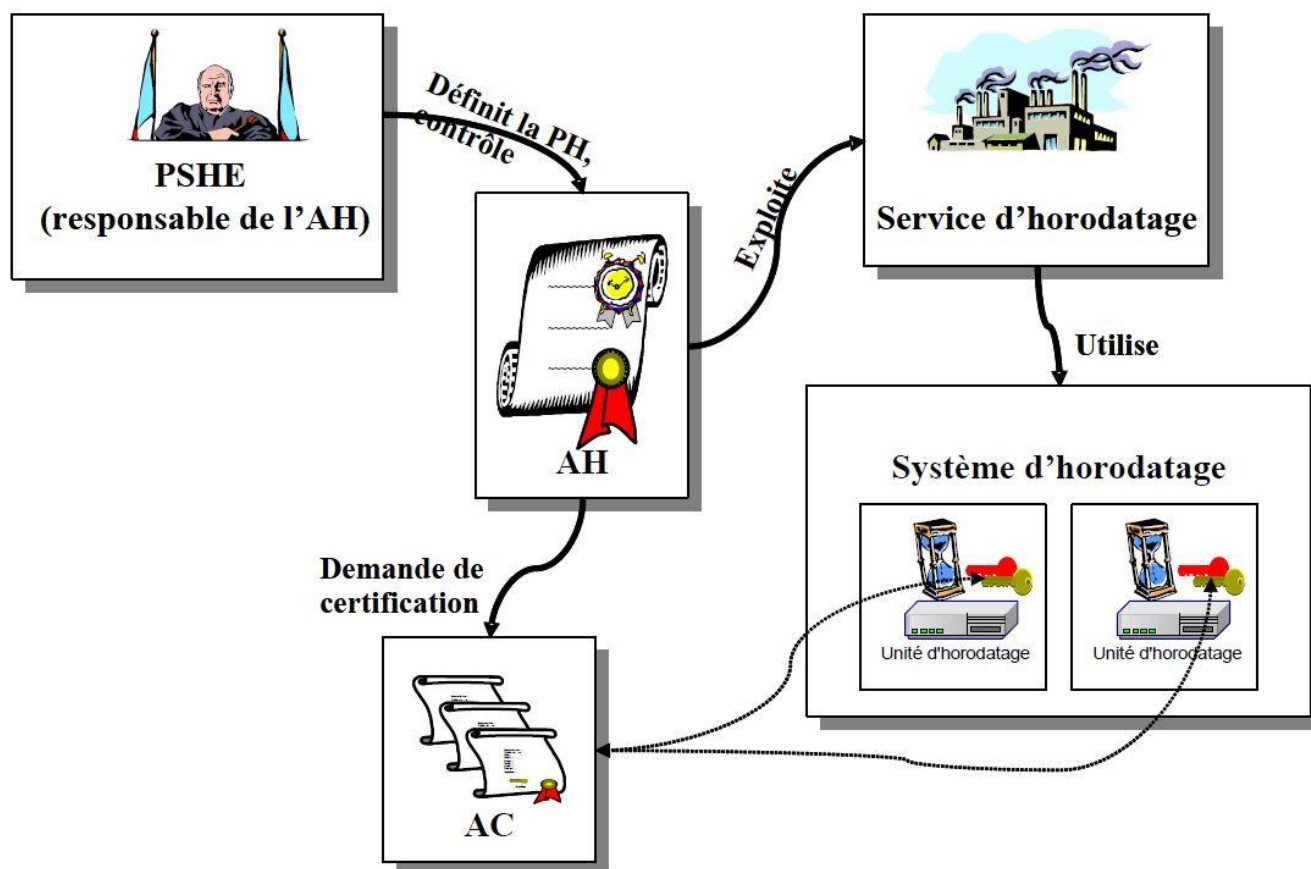 PSHE
(responsable de l'AH)
Définit la PH,
contrôle
AH
Exploite
Service d'horodatage
Utilise
Système d'horodatage
Unité d'horodatage
Unité d'horodatage
Demande de
certification
AC